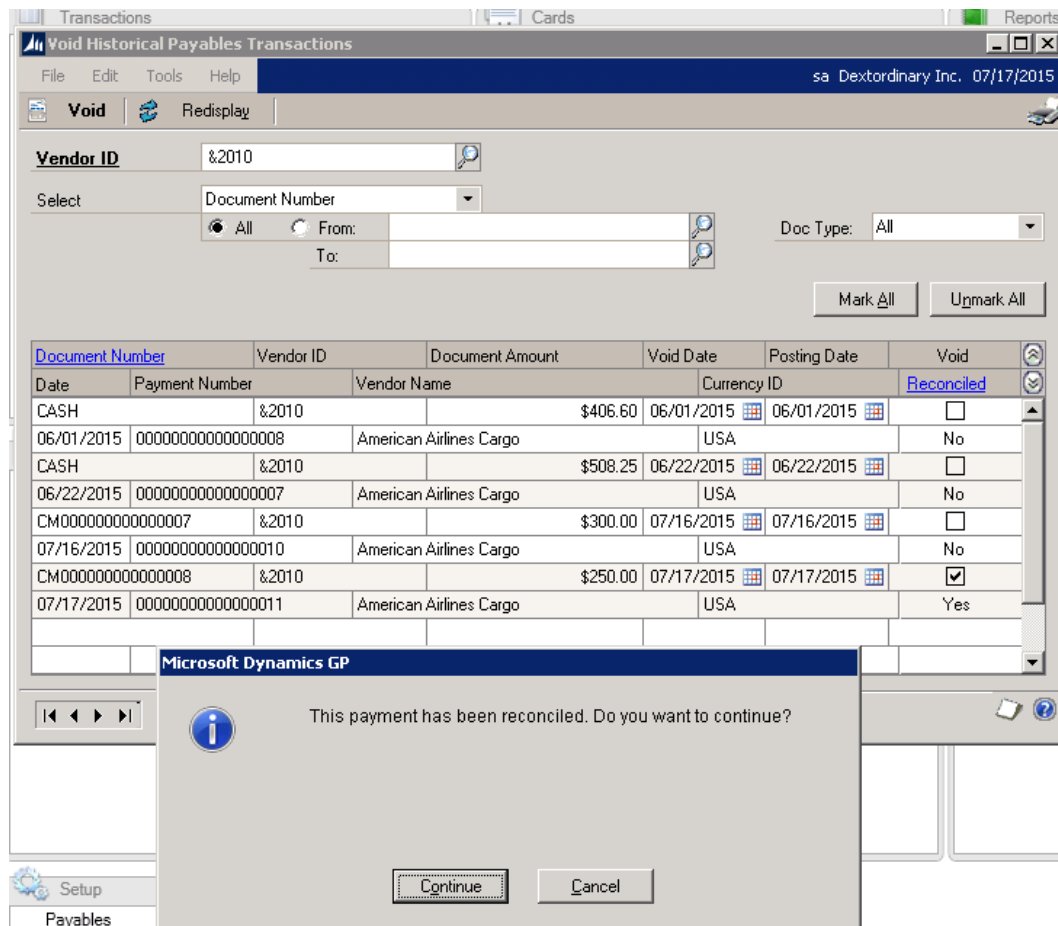 Transactions Cards Reports
Void Historical Payables Transactions
File Edit Tools Help sa Dextordinary Inc. 07/17/2015
Void Redisplay
Vendor ID &2010
Select Document Number
All From: Doc Type: All
To:
Mark All Unmark All
Document Number Vendor ID Document Amount Void Date Posting Date Void
Date Payment Number Vendor Name Currency ID Reconciled
CASH &2010 $406.60 06/01/2015 06/01/2015
06/01/2015 00000000000000008 American Airlines Cargo USA No
CASH &2010 $508.25 06/22/2015 06/22/2015
06/22/2015 00000000000000007 American Airlines Cargo USA No
CM000000000000007 &2010 $300.00 07/16/2015 07/16/2015
07/16/2015 00000000000000010 American Airlines Cargo USA No
CM000000000000008 &2010 $250.00 07/17/2015 07/17/2015
07/17/2015 00000000000000011 American Airlines Cargo USA Yes
Microsoft Dynamics GP
This payment has been reconciled. Do you want to continue?
Continue Cancel
Setup
Payables